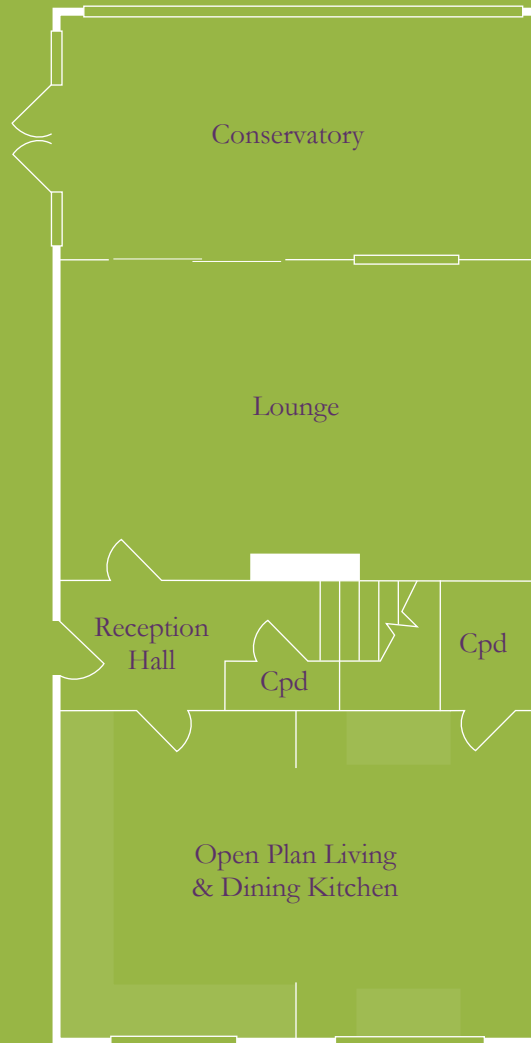 Conservatory
Lounge
Reception
Hall
Cpd
Cpd
Open Plan Living
& Dining Kitchen